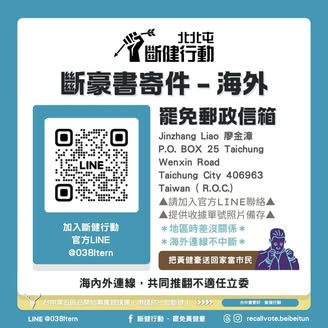 北北屯
斷健行動
斷豪書寄件－海外
LINE
加入斷健行動
官方LINE
@038ltern
罷免郵政信箱
Jinzhang Liao 廖金漳
P.O. BOX 25 Taichung
Wenxin Road
Taichung City 406963
Taiwan ( R.O.C.)
▲請加入官方LINE聯絡▲
▲提供收據單號照片備存▲
＊地區時差沒關係＊
＊海外連線不中斷＊
把黃健豪送回家當市民
海內外連線，共同推翻不適任立委
LINE @038ltern
斷健行動 - 罷免黃健豪
recallvote.beibeitun